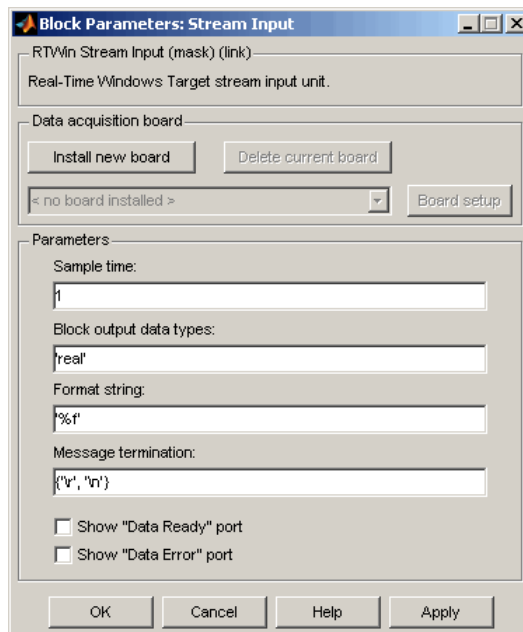 Block Parameters: Stream Input
RTWin Stream Input (mask) (link)
Real-Time Windows Target stream input unit.
Data acquisition board
Install new board Delete current board
< no board installed > Board setup
Parameters
Sample time:
1
Block output data types:
'real'
Format string:
'%f'
Message termination:
{'\r', '\n'}
Show "Data Ready" port
Show "Data Error" port
OK Cancel Help Apply